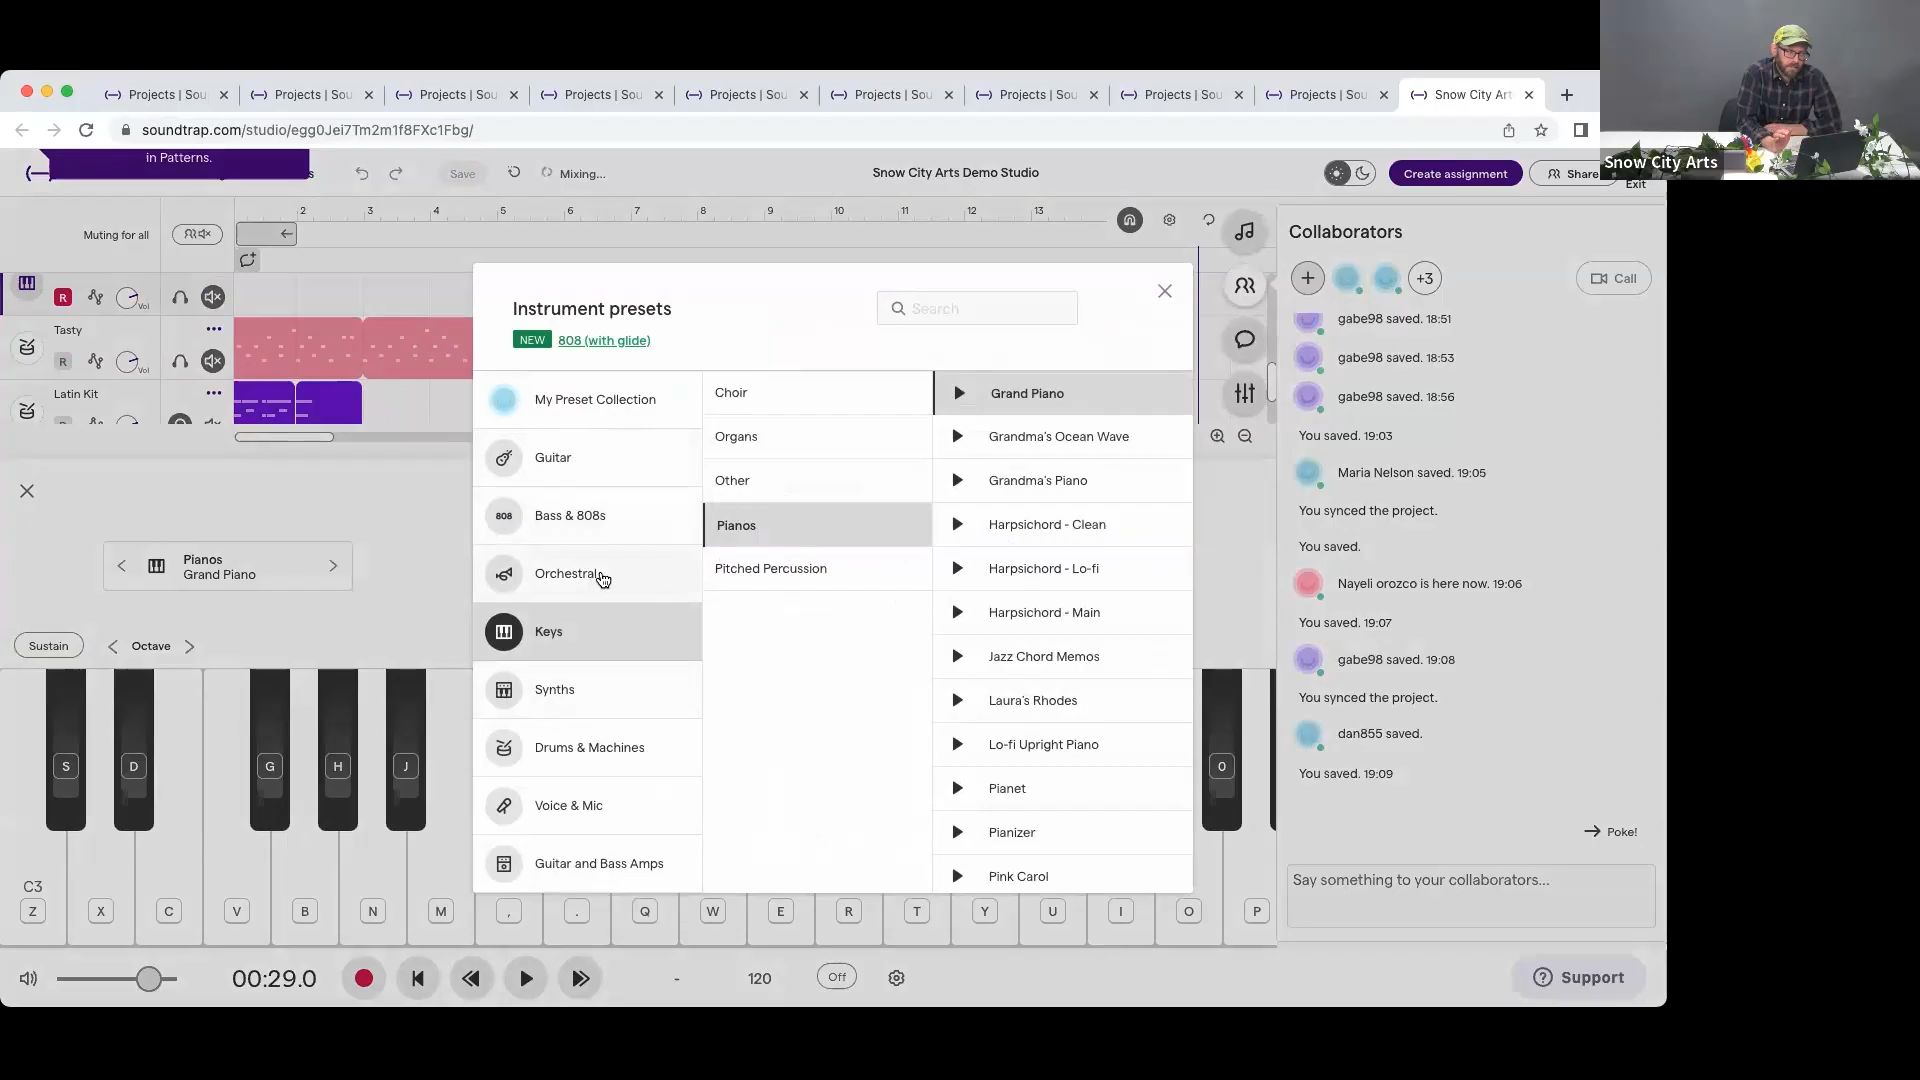 Projects | Sou
Projects | Sou
Projects | Sou
Projects | Sou
Projects | Sou
Projects | Sou
Projects | Sou
Projects | Sou
Projects | Sou
Snow City Art
soundtrap.com/studio/egg0Jei7Tm2m1f8FXc1Fbg/
Snow City Arts
in Patterns.
s
Save
Mixing...
Snow City Arts Demo Studio
Create assignment
Share
Exit
2 3 4 5 6 7 8 9 10 11 12 13
Muting for all
R
Vol
Tasty
R
Vol
Latin Kit
Collaborators
+3
Call
gabe98 saved. 18:51
gabe98 saved. 18:53
gabe98 saved. 18:56
You saved. 19:03
Maria Nelson saved. 19:05
You synced the project.
You saved.
Nayeli orozco is here now. 19:06
You saved. 19:07
gabe98 saved. 19:08
You synced the project.
dan855 saved.
You saved. 19:09
Poke!
Say something to your collaborators...
Instrument presets
Search
NEW 808 (with glide)
My Preset Collection
Guitar
808 Bass & 808s
Orchestral
Keys
Synths
Drums & Machines
Voice & Mic
Guitar and Bass Amps
Choir
Organs
Other
Pianos
Pitched Percussion
Grand Piano
Grandma's Ocean Wave
Grandma's Piano
Harpsichord - Clean
Harpsichord - Lo-fi
Harpsichord - Main
Jazz Chord Memos
Laura's Rhodes
Lo-fi Upright Piano
Pianet
Pianizer
Pink Carol
Pianos
Grand Piano
Sustain
Octave
S D G H J 0
C3
Z X C V B N M , . Q W E R T Y U I O P
00:29.0
-
120
Off
Support